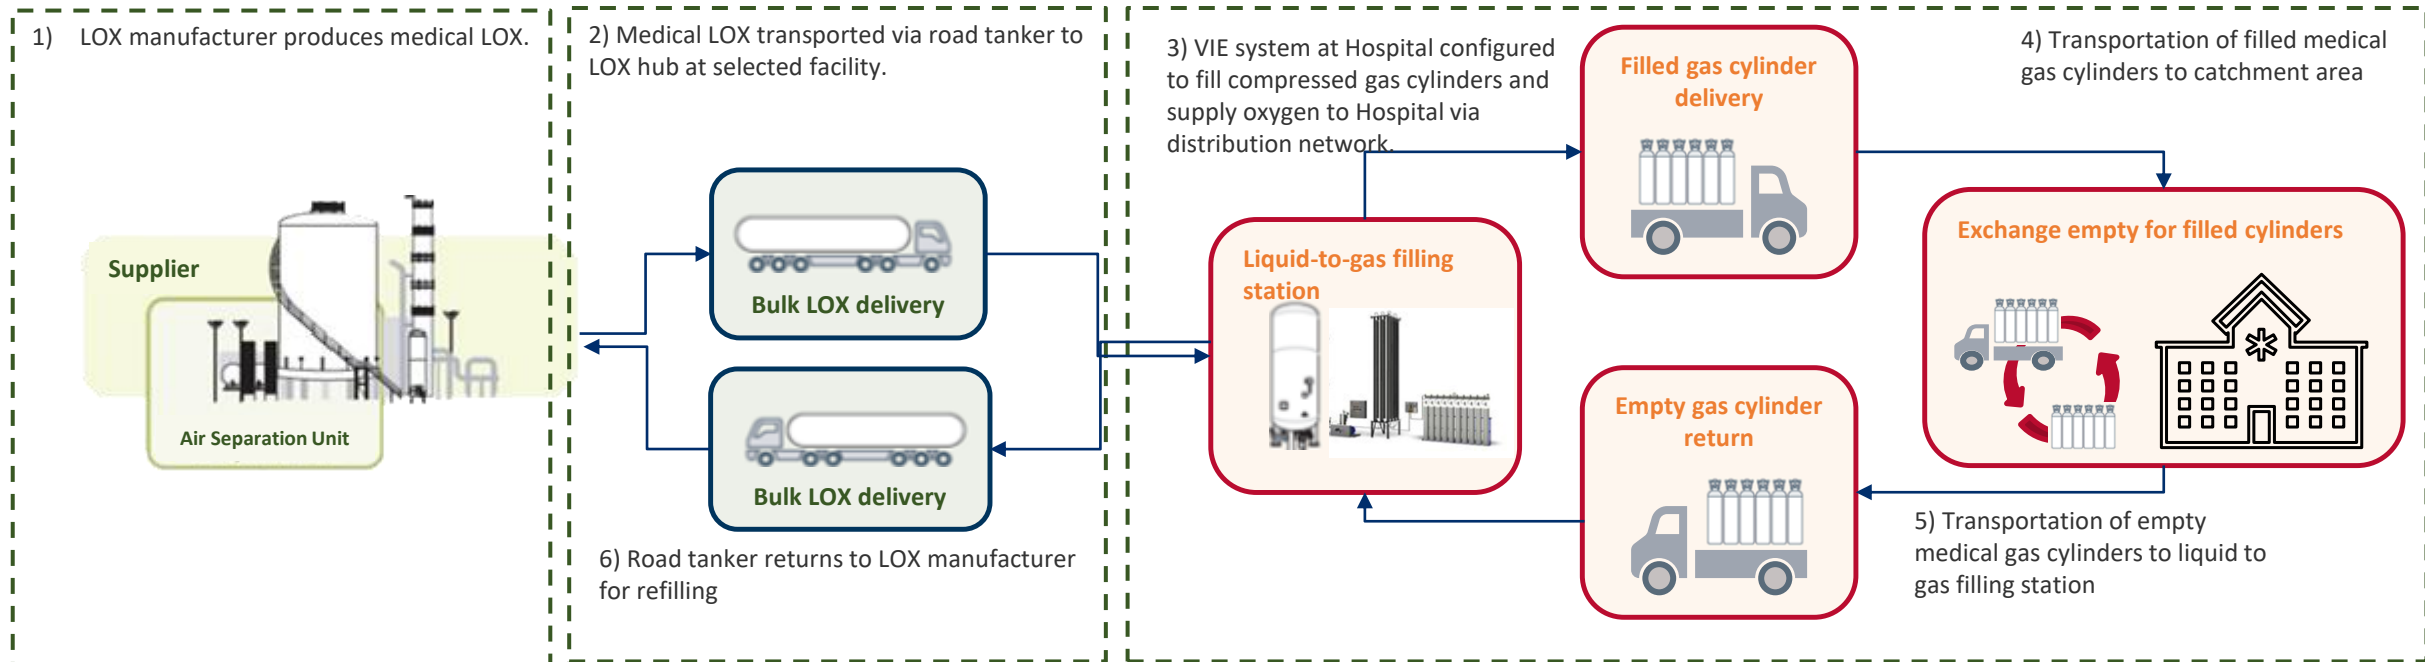 1) LOX manufacturer produces medical LOX.
Supplier
Air Separation Unit
2) Medical LOX transported via road tanker to
LOX hub at selected facility.
Bulk LOX delivery
Bulk LOX delivery
6) Road tanker returns to LOX manufacturer
for refilling
3) VIE system at Hospital configured
to fill compressed gas cylinders and
supply oxygen to Hospital via
distribution network.
Liquid-to-gas filling
station
Filled gas cylinder
delivery
4) Transportation of filled medical
gas cylinders to catchment area
Exchange empty for filled cylinders
Empty gas cylinder
return
5) Transportation of empty
medical gas cylinders to liquid to
gas filling station